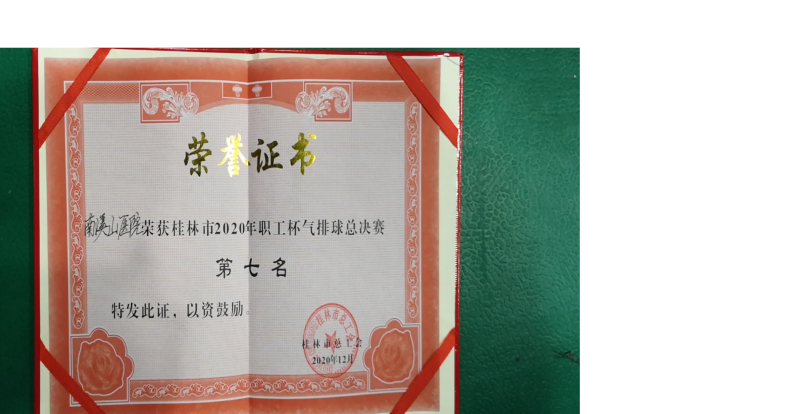 荣誉证书
南溪山医院荣获桂林市2020年职工杯气排球总决赛
第七名
特发此证，以资鼓励。
桂林市总工会
2020年12月